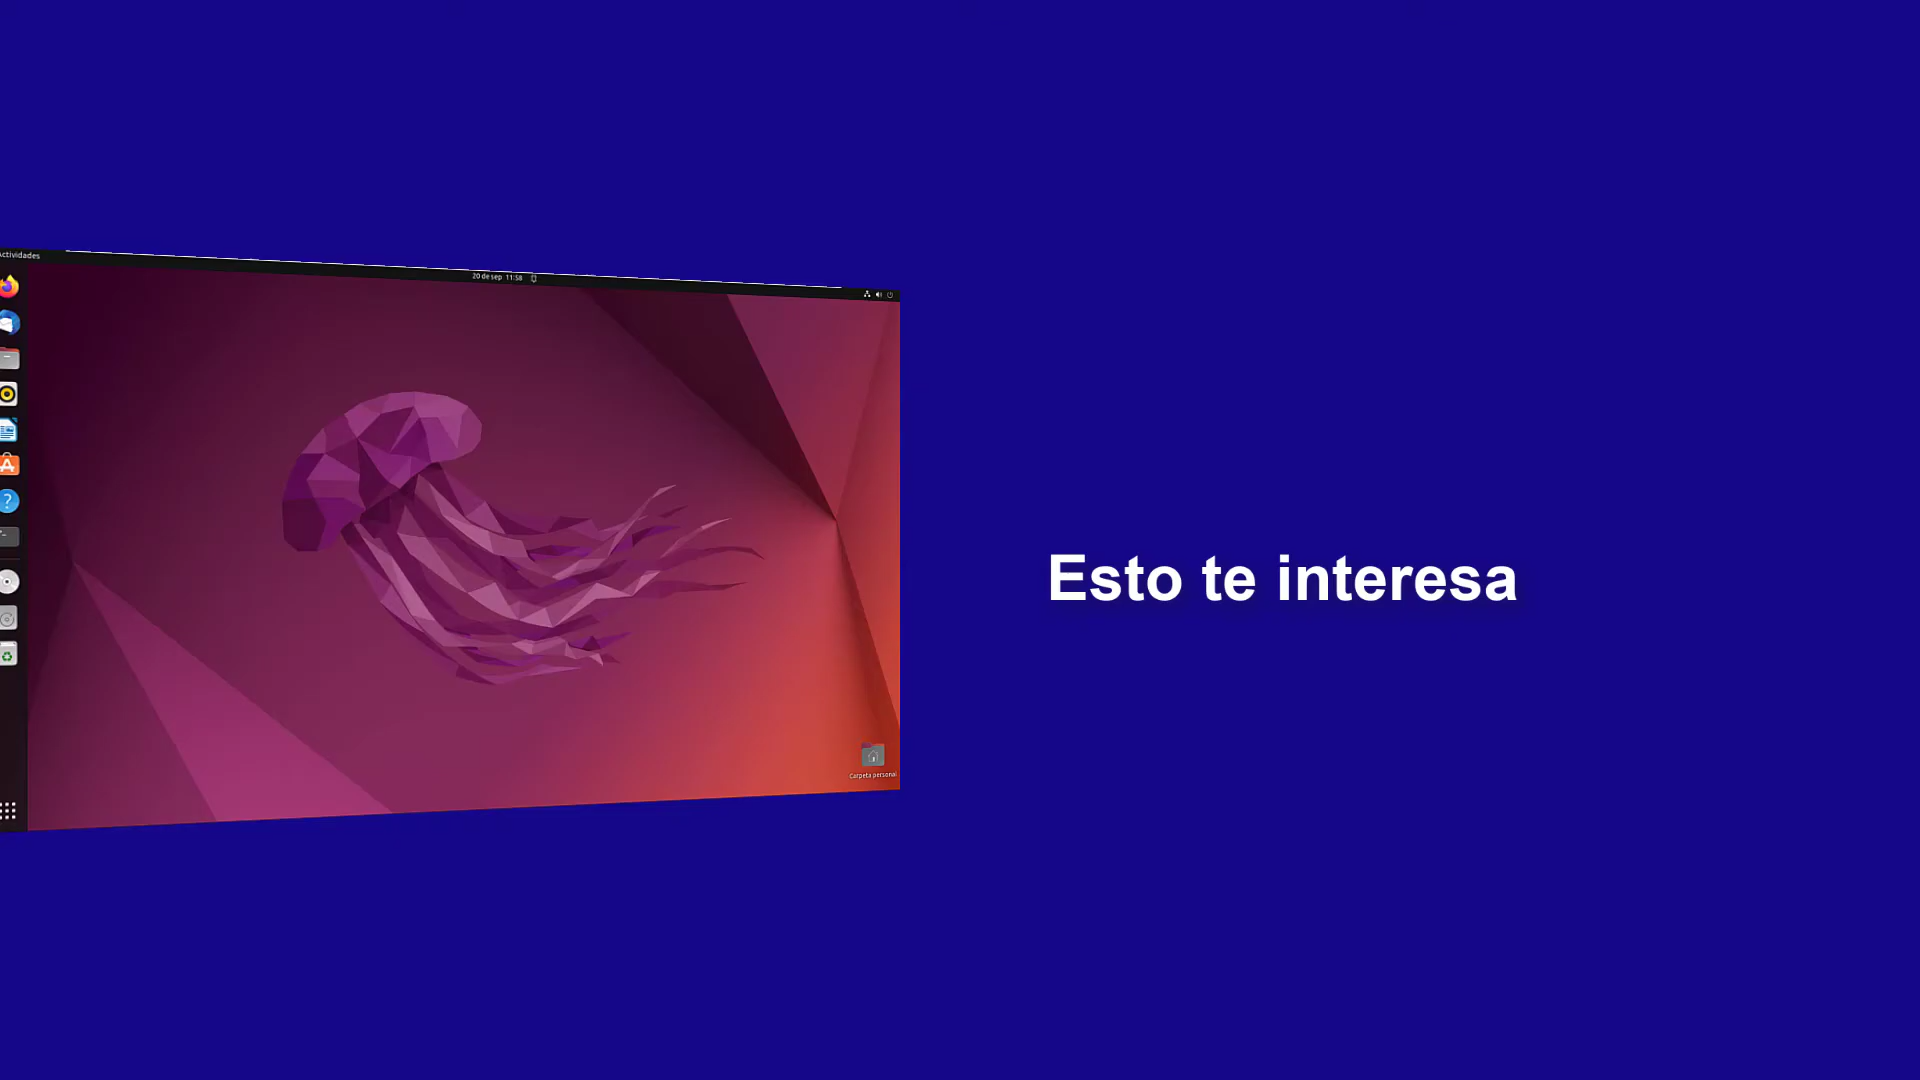 Actividades
20 de sep 11:58
Esto te interesa
Carpeta personal